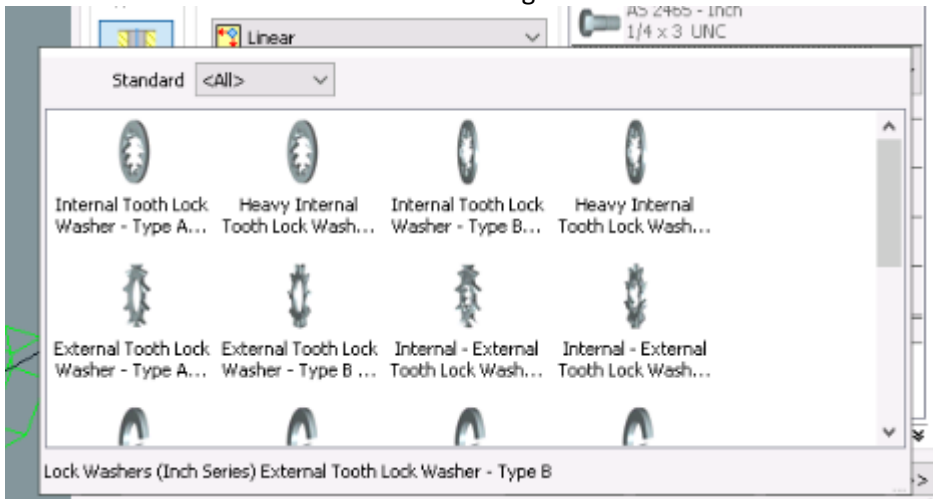 Linear
AS 2465 - Inch
1/4 x 3 UNC
Standard <All>
Internal Tooth Lock Washer - Type A...
Heavy Internal Tooth Lock Wash...
Internal Tooth Lock Washer - Type B...
Heavy Internal Tooth Lock Wash...
External Tooth Lock Washer - Type A...
External Tooth Lock Washer - Type B ...
Internal - External Tooth Lock Wash...
Internal - External Tooth Lock Wash...
Lock Washers (Inch Series) External Tooth Lock Washer - Type B